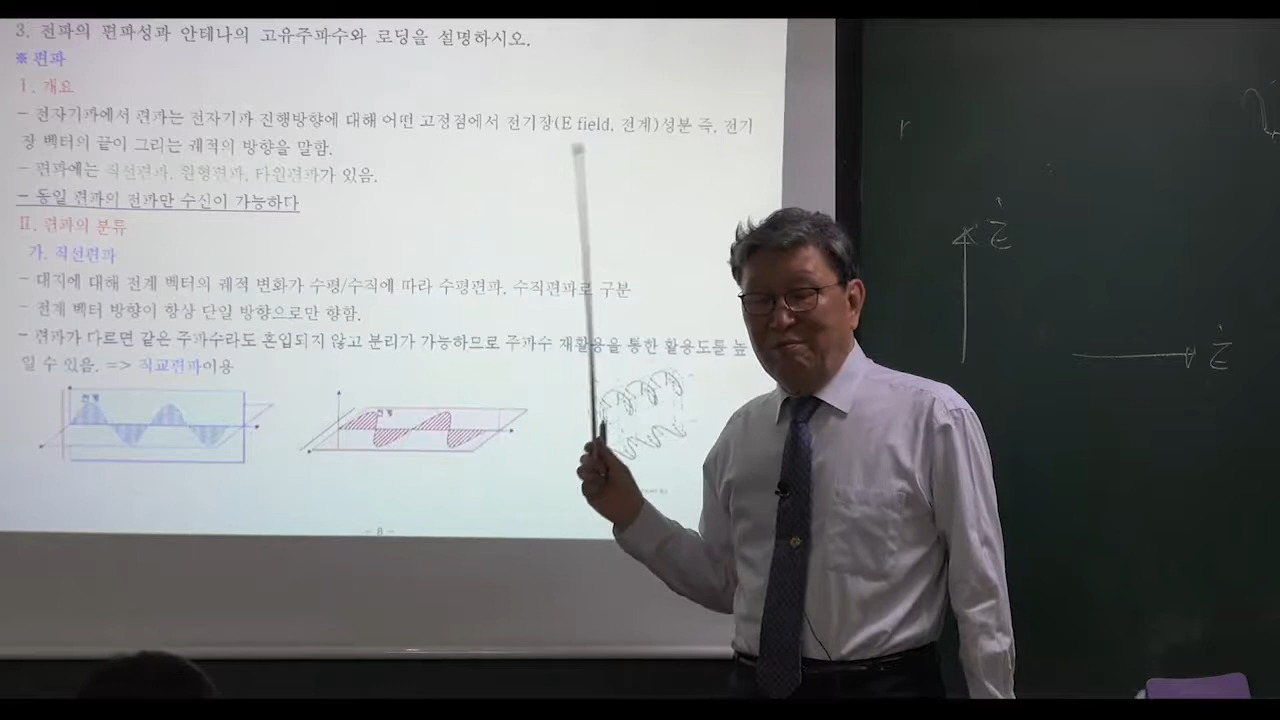 3. 전파의 편파성과 안테나의 고유주파수와 로딩을 설명하시오.
※편파
Ⅰ. 개요
- 전자기파에서 편파는 전자기파 진행방향에 대해 어떤 고정점에서 전기장(E field, 전계)성분 즉, 전기
장 벡터의 끝이 그리는 궤적의 방향을 말함.
- 편파에는 직선편파, 원형편파, 타원편파가 있음.
- 동일 편파의 전파만 수신이 가능하다
Ⅱ. 편파의 분류
가. 직선편파
- 대지에 대해 전계 벡터의 궤적 변화가 수평/수직에 따라 수평편파, 수직편파로 구분
- 전계 벡터 방향이 항상 단일 방향으로만 향함.
- 편파가 다르면 같은 주파수라도 혼입되지 않고 분리가 가능하므로 주파수 재활용을 통한 활용도를 높
일 수 있음. => 직교편파이용
- 8 -
r
E
E